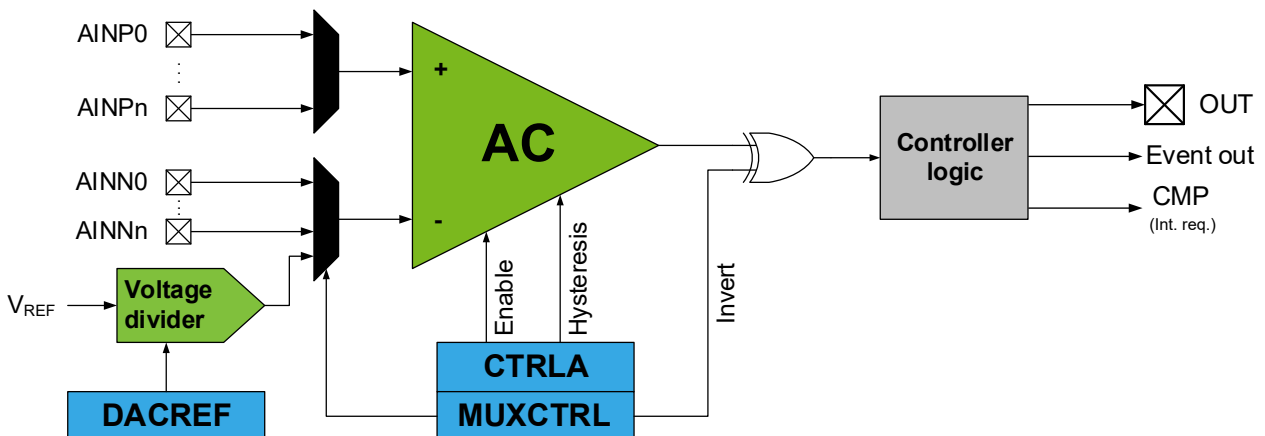 AINP0
AINPn
AINN0
AINNn
VREF
Voltage
divider
DACREF
+
AC
-
Enable
Hysteresis
Invert
CTRLA
MUXCTRL
Controller
logic
OUT
Event out
CMP
(Int. req.)